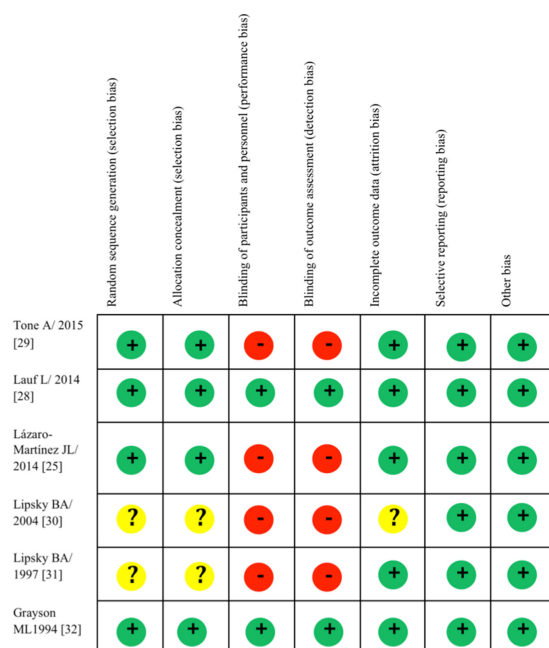 Random sequence generation (selection bias)
Allocation concealment (selection bias)
Blinding of participants and personnel (performance bias)
Blinding of outcome assessment (detection bias)
Incomplete outcome data (attrition bias)
Selective reporting (reporting bias)
Other bias
Tone A/ 2015
[29]
+ + - - + + +
Lauf L/ 2014
[28]
+ + + + + + +
Lázaro-
Martínez JL/
2014 [25]
+ + - - + + +
Lipsky BA/
2004 [30]
? ? - - ? + +
Lipsky BA/
1997 [31]
? ? - - + + +
Grayson
ML1994 [32]
+ + + + + + +